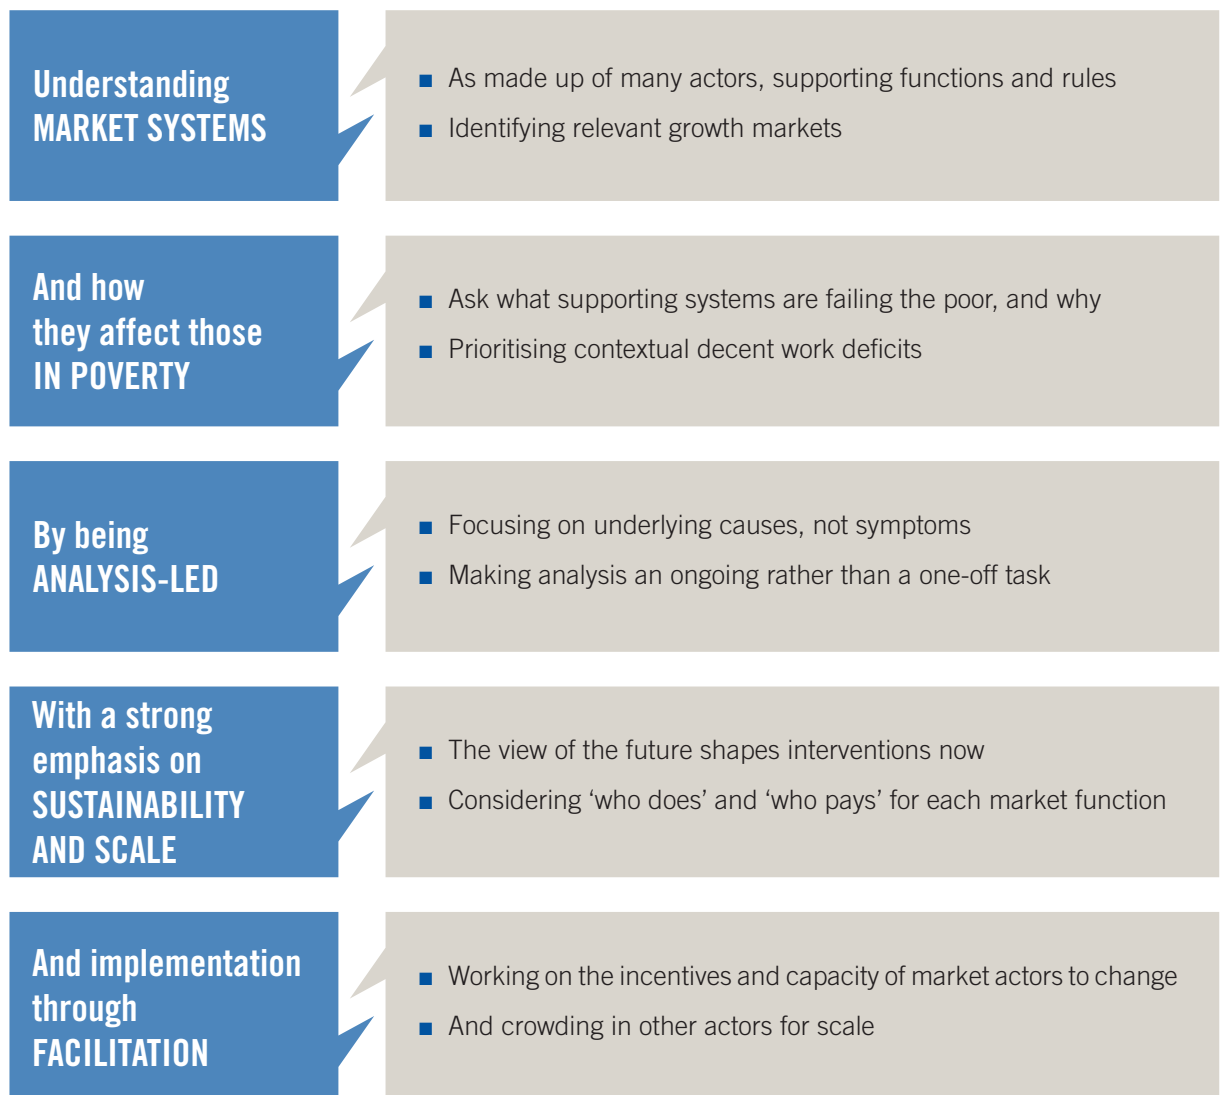 Understanding
MARKET SYSTEMS
■ As made up of many actors, supporting functions and rules
■ Identifying relevant growth markets
And how
they affect those
IN POVERTY
■ Ask what supporting systems are failing the poor, and why
■ Prioritising contextual decent work deficits
By being
ANALYSIS-LED
■ Focusing on underlying causes, not symptoms
■ Making analysis an ongoing rather than a one-off task
With a strong
emphasis on
SUSTAINABILITY
AND SCALE
■ The view of the future shapes interventions now
■ Considering ‘who does’ and ‘who pays’ for each market function
And implementation
through
FACILITATION
■ Working on the incentives and capacity of market actors to change
■ And crowding in other actors for scale